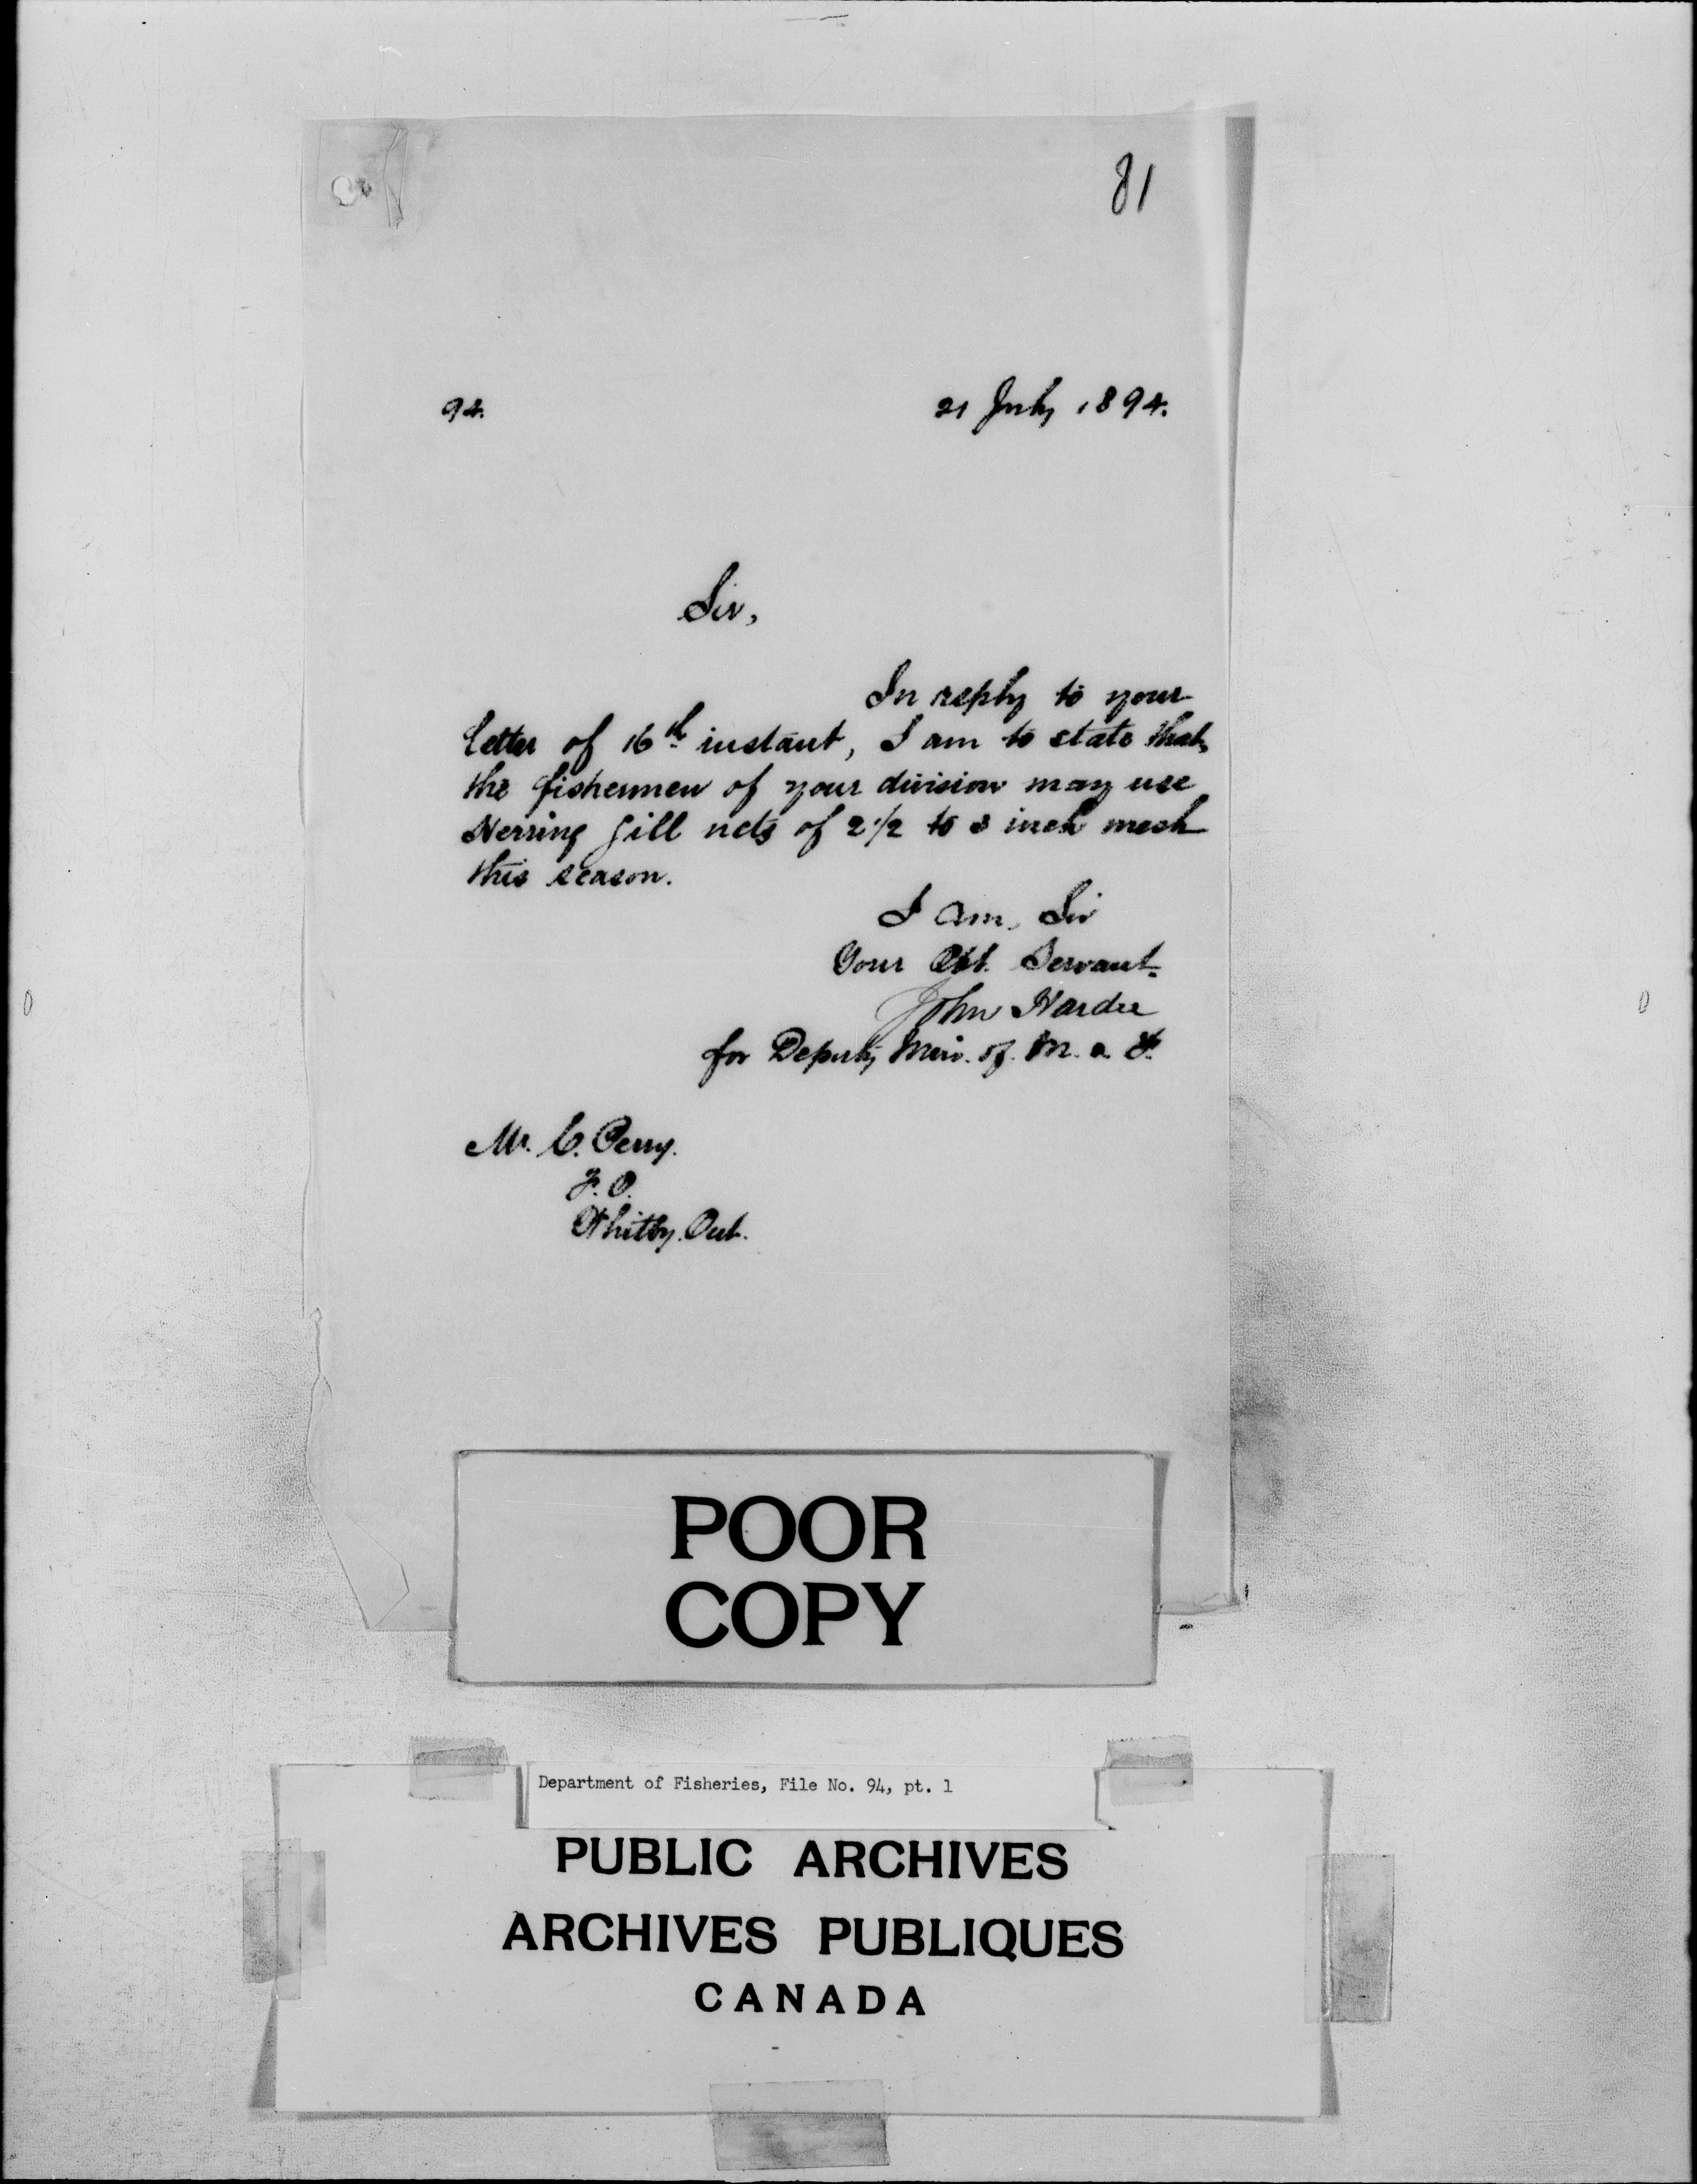 81
94.
21 July 1894.
Sir,
In reply to your
letter of 16th instant, I am to state that
the fishermen of your division may use
Herring gill nets of 2 1/2 to 3 inch mesh
this season.
I am, Sir
Your Obt. Servant
John Hardie
for Deputy Min. of M. a. F.
Mr. C. Perry.
F. O.
Whitby. Ont.
POOR
COPY
Department of Fisheries, File No. 94, pt. 1
PUBLIC ARCHIVES
ARCHIVES PUBLIQUES
CANADA